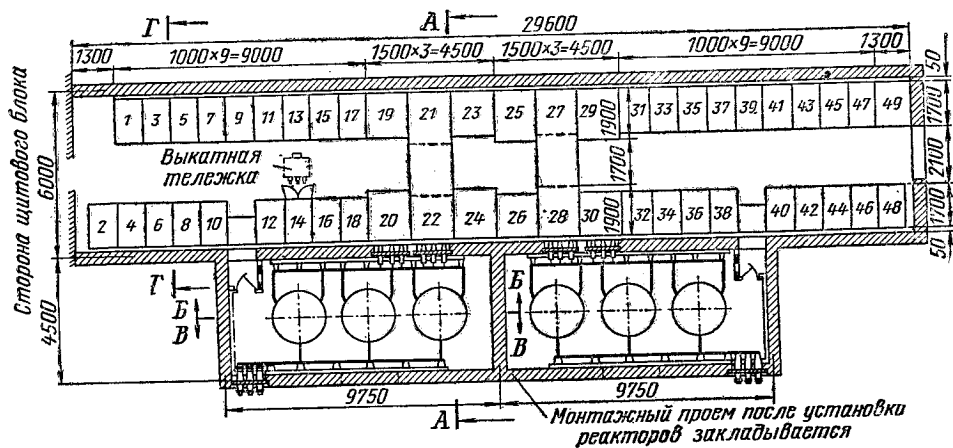 Г
А
29600
1300
1000×9=9000
1500×3=4500
1500×3=4500
1000×9=9000
1300
50
1 3 5 7 9 11 13 15 17 19 21 23 25 27 29 31 33 35 37 39 41 43 45 47 49
1900
1700
Выкатная
тележка
1700
2100
6000
Сторона щитового блока
2 4 6 8 10 12 14 16 18 20 22 24 26 28 30 32 34 36 38 40 42 44 46 48
1900
1700
50
Г
Б
В
Б
В
4500
9750
9750
А
Монтажный проем после установки
реакторов закладывается